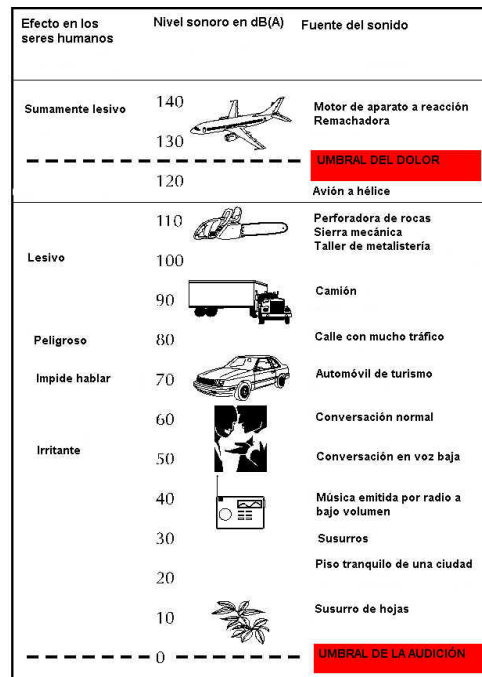 Efecto en los seres humanos
Nivel sonoro en dB(A)
Fuente del sonido
Sumamente lesivo
140
Motor de aparato a reacción
Remachadora
130
UMBRAL DEL DOLOR
120
Avión a hélice
110
Perforadora de rocas
Sierra mecánica
Taller de metalistería
Lesivo
100
90
Camión
Peligroso
80
Calle con mucho tráfico
Impide hablar
70
Automóvil de turismo
60
Conversación normal
Irritante
50
Conversación en voz baja
40
Música emitida por radio a
bajo volumen
30
Susurros
Piso tranquilo de una ciudad
20
10
Susurro de hojas
0
UMBRAL DE LA AUDICIÓN